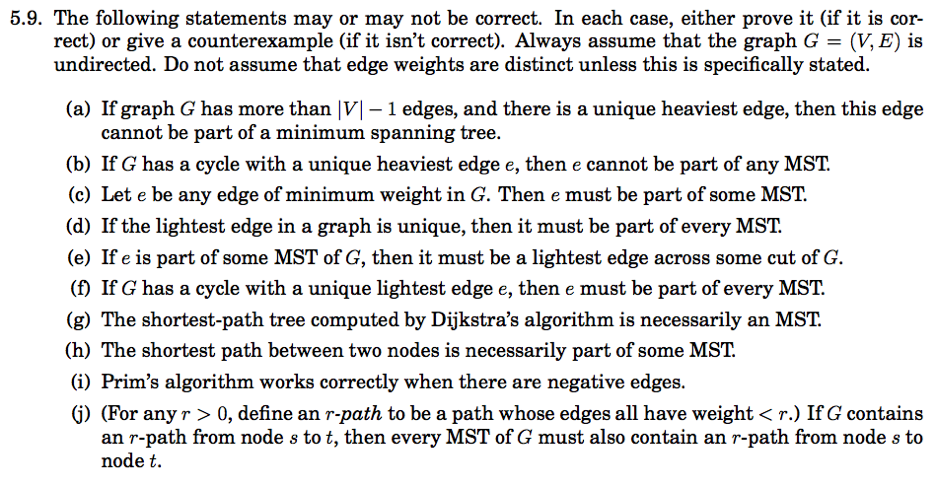 5.9. The following statements may or may not be correct. In each case, either prove it (if it is cor-
rect) or give a counterexample (if it isn't correct). Always assume that the graph G = (V, E) is
undirected. Do not assume that edge weights are distinct unless this is specifically stated.
(a) If graph G has more than |V| − 1 edges, and there is a unique heaviest edge, then this edge
cannot be part of a minimum spanning tree.
(b) If G has a cycle with a unique heaviest edge e, then e cannot be part of any MST.
(c) Let e be any edge of minimum weight in G. Then e must be part of some MST.
(d) If the lightest edge in a graph is unique, then it must be part of every MST.
(e) If e is part of some MST of G, then it must be a lightest edge across some cut of G.
(f) If G has a cycle with a unique lightest edge e, then e must be part of every MST.
(g) The shortest-path tree computed by Dijkstra's algorithm is necessarily an MST.
(h) The shortest path between two nodes is necessarily part of some MST.
(i) Prim's algorithm works correctly when there are negative edges.
(j) (For any r > 0, define an r-path to be a path whose edges all have weight < r.) If G contains
an r-path from node s to t, then every MST of G must also contain an r-path from node s to
node t.